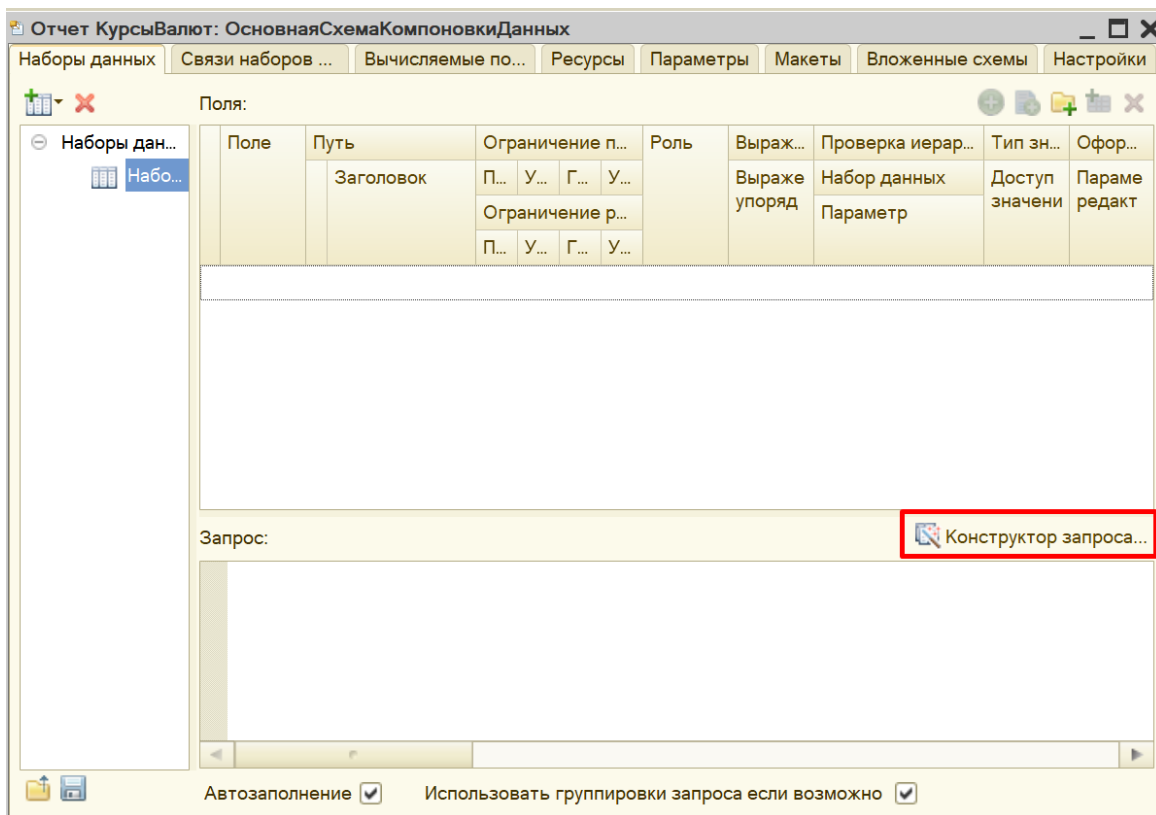 Отчет КурсыВалют: ОсновнаяСхемаКомпоновкиДанных
Наборы данных Связи наборов ... Вычисляемые по... Ресурсы Параметры Макеты Вложенные схемы Настройки
Поля:
Наборы дан...
Набо...
Поле Путь Ограничение п... Роль Выраж... Проверка иерар... Тип зн... Офор...
Заголовок П... У... Г... У... Выраже Набор данных Доступ Параме
упоряд значени редакт
Ограничение р... Параметр
П... У... Г... У...
Запрос: Конструктор запроса...
Автозаполнение Использовать группировки запроса если возможно